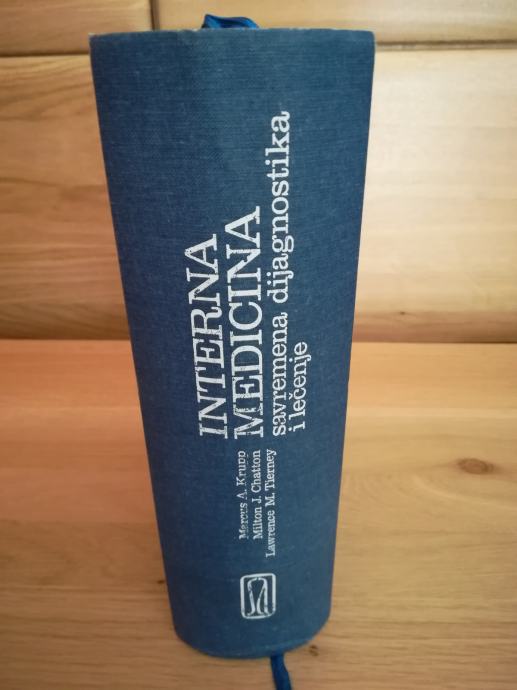 INTERNA
MEDICINA
savremena dijagnostika
i lečenje
Marcus A. Krupp
Milton J. Chatton
Lawrence M. Tierney